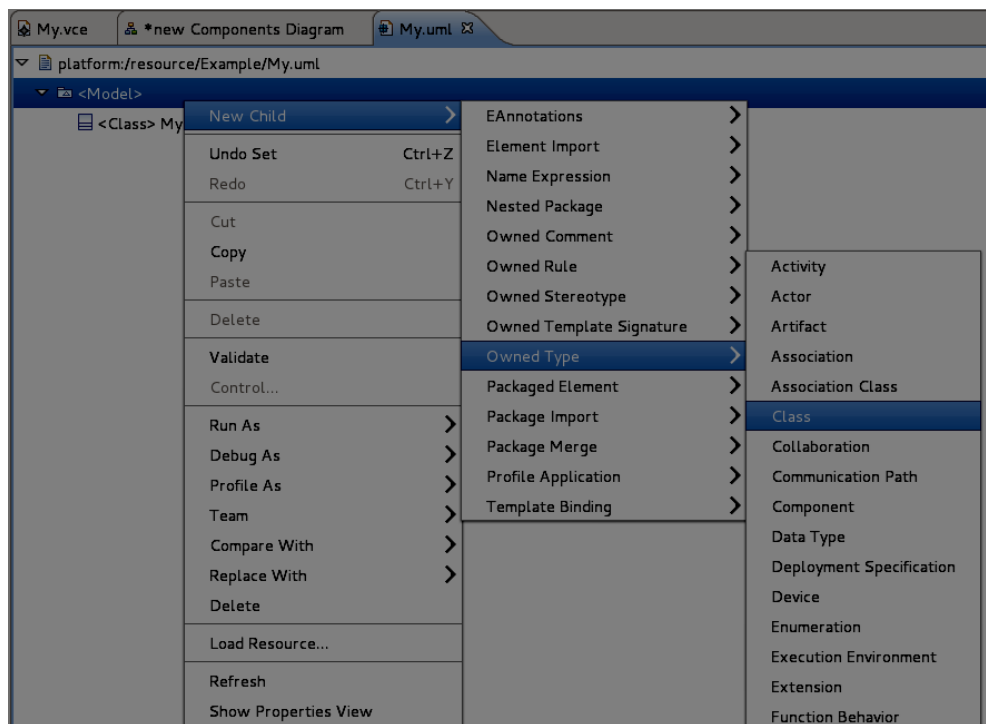 My.vce
*new Components Diagram
My.uml
platform:/resource/Example/My.uml
<Model>
<Class> My
New Child
Undo Set Ctrl+Z
Redo Ctrl+Y
Cut
Copy
Paste
Delete
Validate
Control...
Run As
Debug As
Profile As
Team
Compare With
Replace With
Delete
Load Resource...
Refresh
Show Properties View
EAnnotations
Element Import
Name Expression
Nested Package
Owned Comment
Owned Rule
Owned Stereotype
Owned Template Signature
Owned Type
Packaged Element
Package Import
Package Merge
Profile Application
Template Binding
Activity
Actor
Artifact
Association
Association Class
Class
Collaboration
Communication Path
Component
Data Type
Deployment Specification
Device
Enumeration
Execution Environment
Extension
Function Behavior